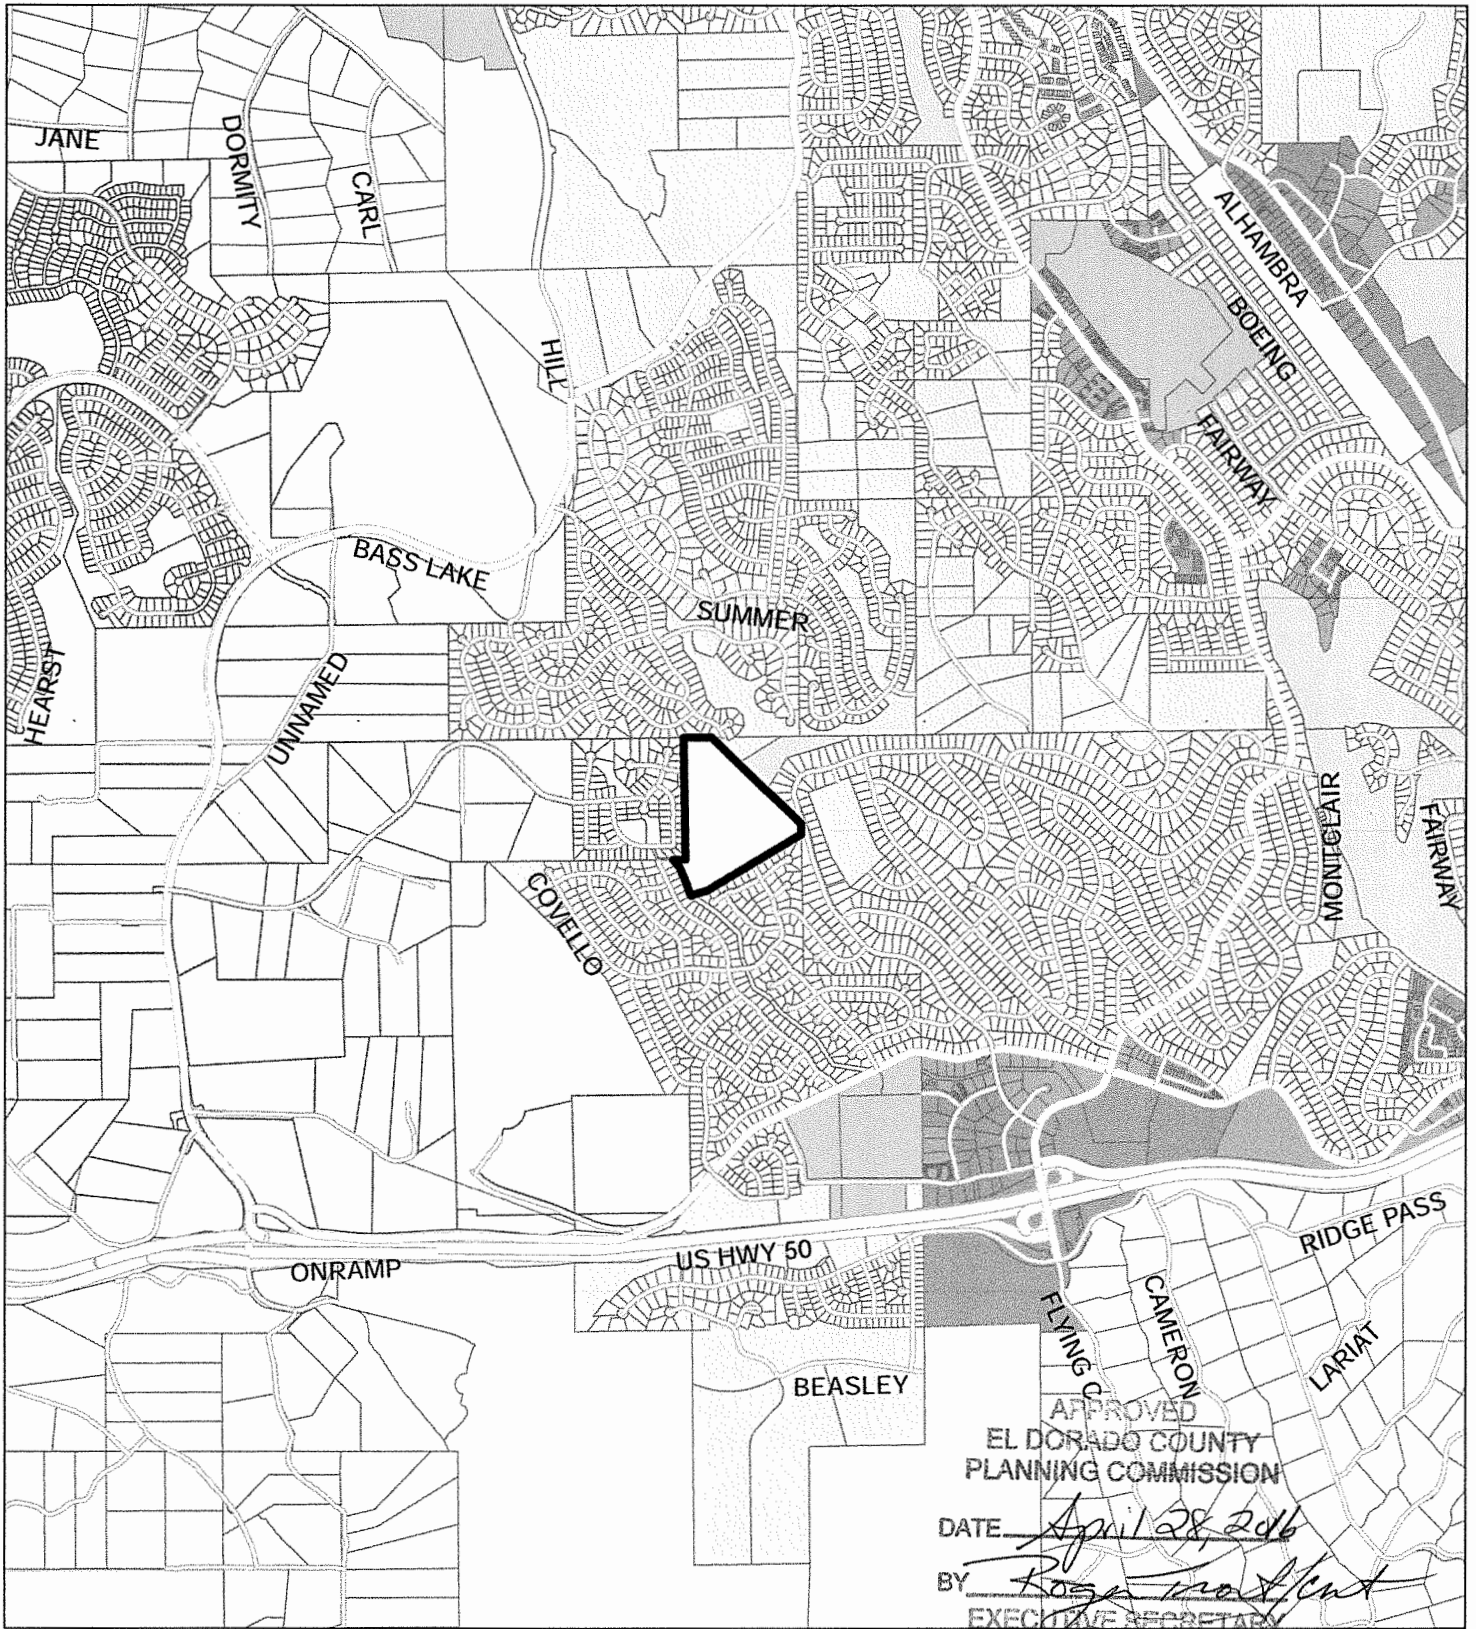 JANE
DORMITY
CARL
ALHAMBRA
BOEING
HILL
FAIRWAY
BASS LAKE
SUMMER
HEARST
UNNAMED
MONTCLAIR
FAIRWAY
COVELLO
US HWY 50
ONRAMP
RIDGE PASS
FLYING C
CAMERON
LARIAT
BEASLEY
APPROVED
EL DORADO COUNTY
PLANNING COMMISSION
DATE April 28, 2016
BY Roger
EXECUTIVE SECRETARY